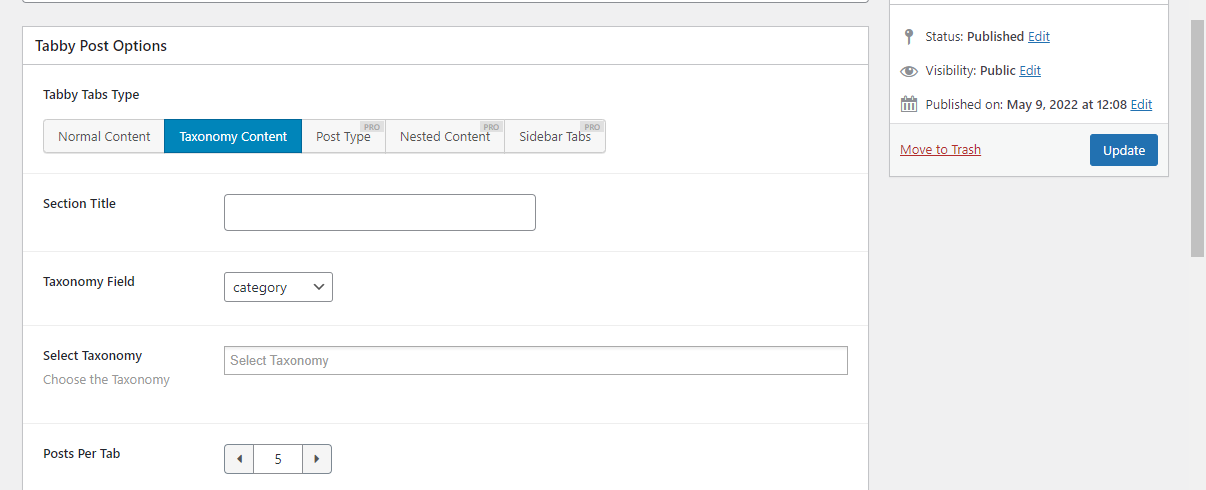 Tabby Post Options
Tabby Tabs Type
Normal Content Taxonomy Content Post Type PRO Nested Content PRO Sidebar Tabs PRO
Section Title
Taxonomy Field category
Select Taxonomy Select Taxonomy
Choose the Taxonomy
Posts Per Tab 5
Status: Published Edit
Visibility: Public Edit
Published on: May 9, 2022 at 12:08 Edit
Move to Trash Update